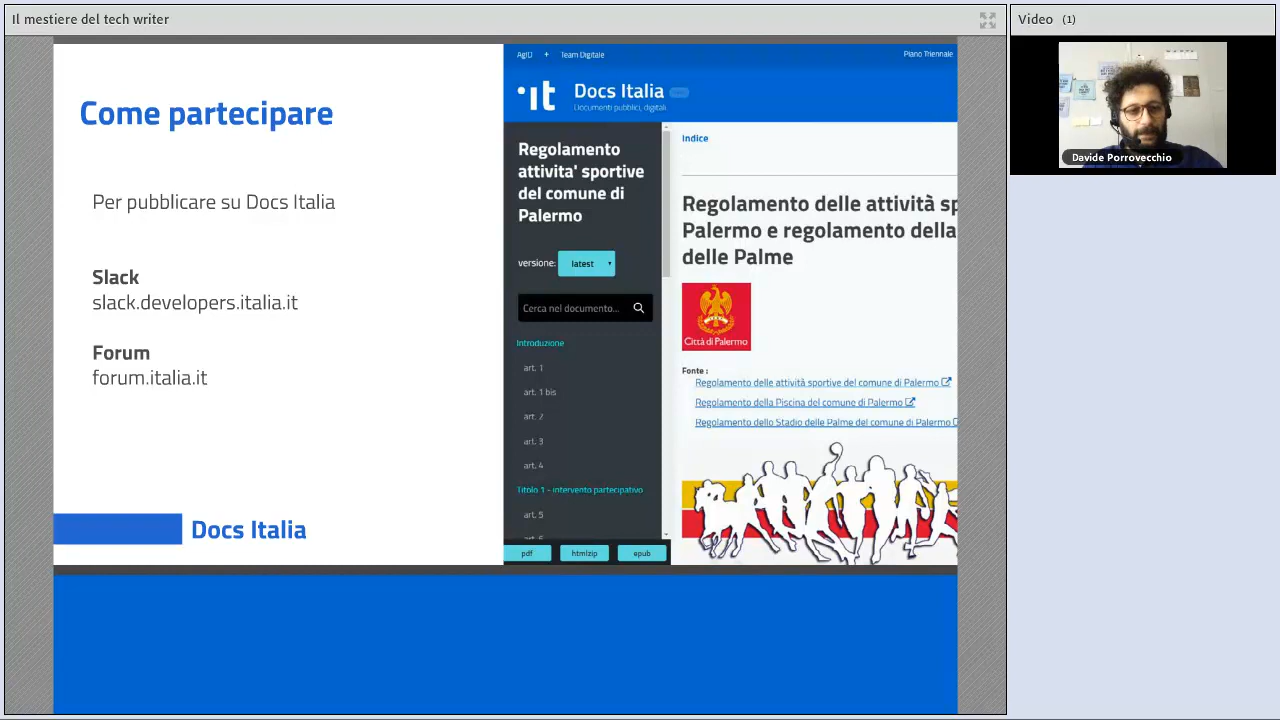 Il mestiere del tech writer
Video (1)
Davide Porrovecchio
Come partecipare
Per pubblicare su Docs Italia
Slack
slack.developers.italia.it
Forum
forum.italia.it
Docs Italia
AgID + Team Digitale
Piano Triennale
.it
Docs Italia
Documenti pubblici, digitali.
Regolamento
attivita' sportive
del comune di
Palermo
versione: latest
Cerca nel documento...
Introduzione
art. 1
art. 1 bis
art. 2
art. 3
art. 4
Titolo 1 - intervento partecipativo
art. 5
art. 6
pdf htmlzip epub
Indice
Regolamento delle attività sp
Palermo e regolamento della
delle Palme
Città di Palermo
Fonte :
Regolamento delle attività sportive del comune di Palermo
Regolamento della Piscina del comune di Palermo
Regolamento dello Stadio delle Palme del comune di Palermo